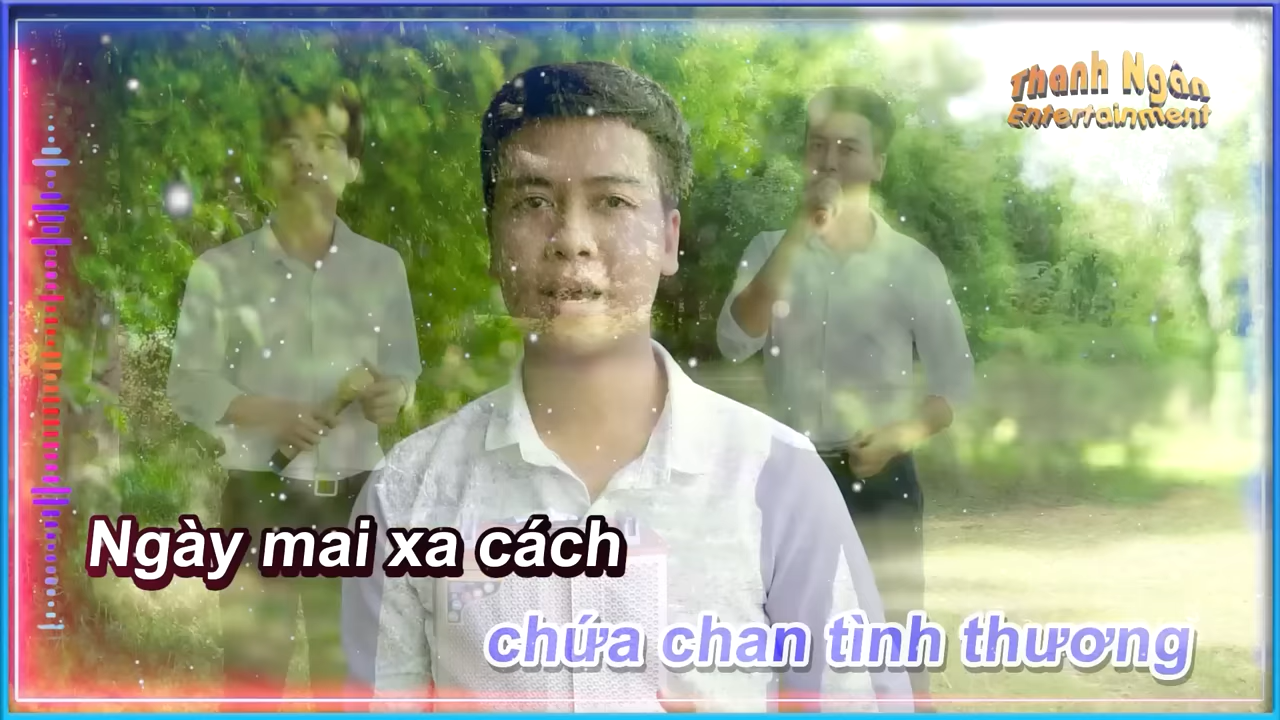 Thanh Ngân
Entertainment
Ngày mai xa cách
chứa chan tình thương